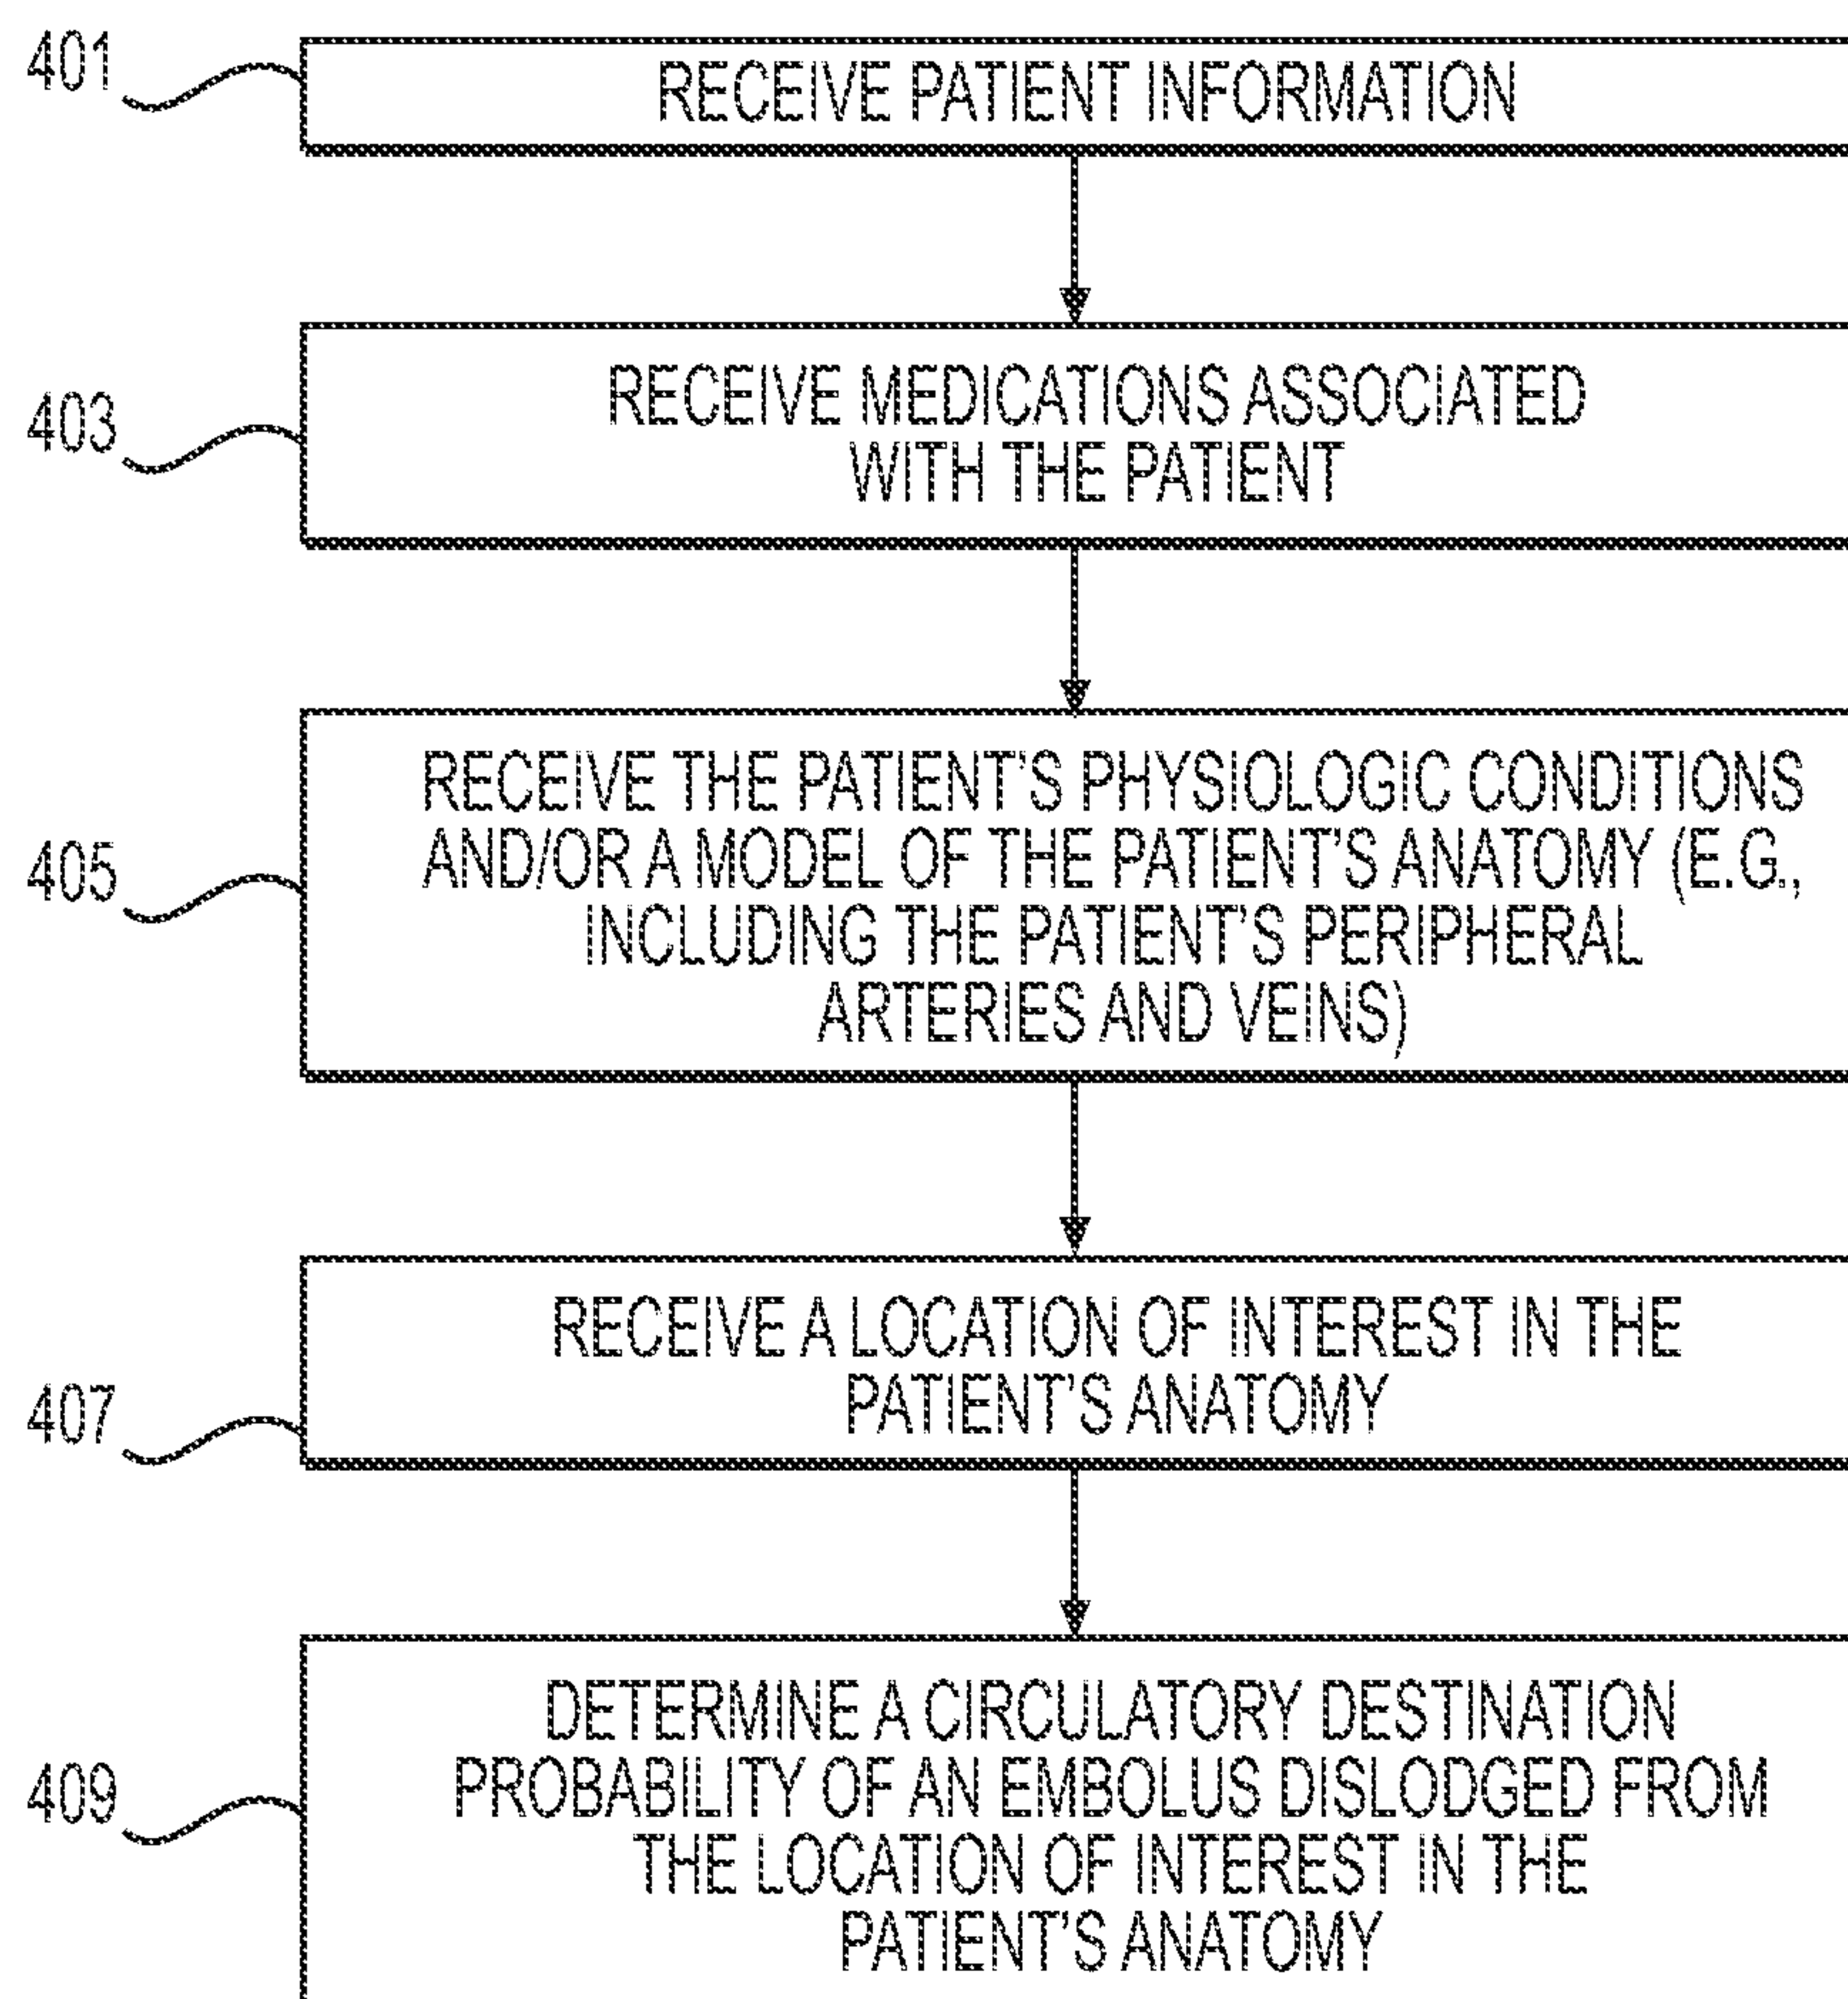 401
RECEIVE PATIENT INFORMATION
403
RECEIVE MEDICATIONS ASSOCIATED
WITH THE PATIENT
405
RECEIVE THE PATIENT'S PHYSIOLOGIC CONDITIONS
AND/OR A MODEL OF THE PATIENT'S ANATOMY (E.G.,
INCLUDING THE PATIENT'S PERIPHERAL
ARTERIES AND VEINS)
407
RECEIVE A LOCATION OF INTEREST IN THE
PATIENT'S ANATOMY
409
DETERMINE A CIRCULATORY DESTINATION
PROBABILITY OF AN EMBOLUS DISLODGED FROM
THE LOCATION OF INTEREST IN THE
PATIENT'S ANATOMY